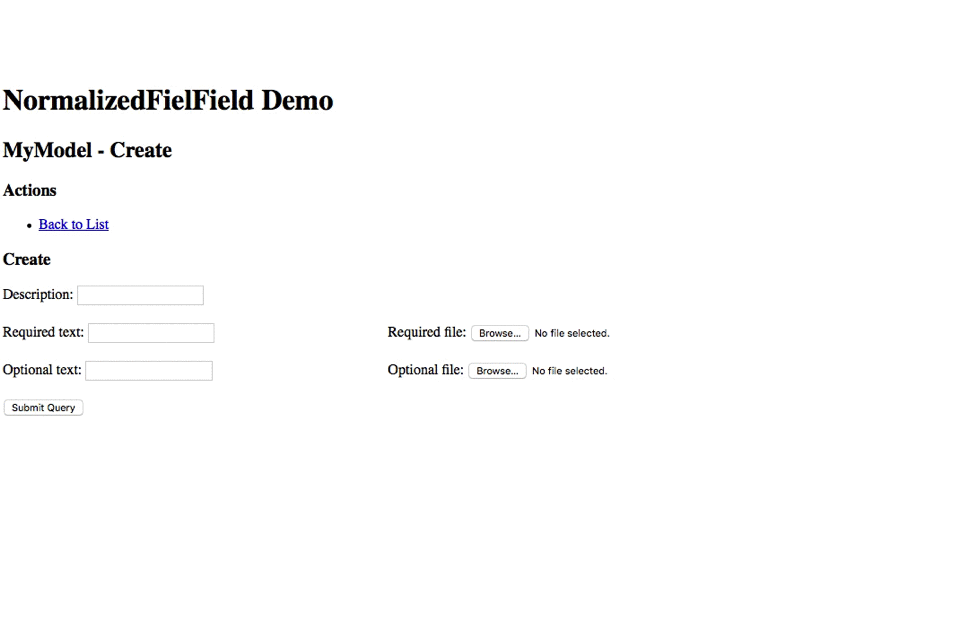 NormalizedFielField Demo
MyModel - Create
Actions
Back to List
Create
Description:
Required text: Required file: Browse... No file selected.
Optional text: Optional file: Browse... No file selected.
Submit Query